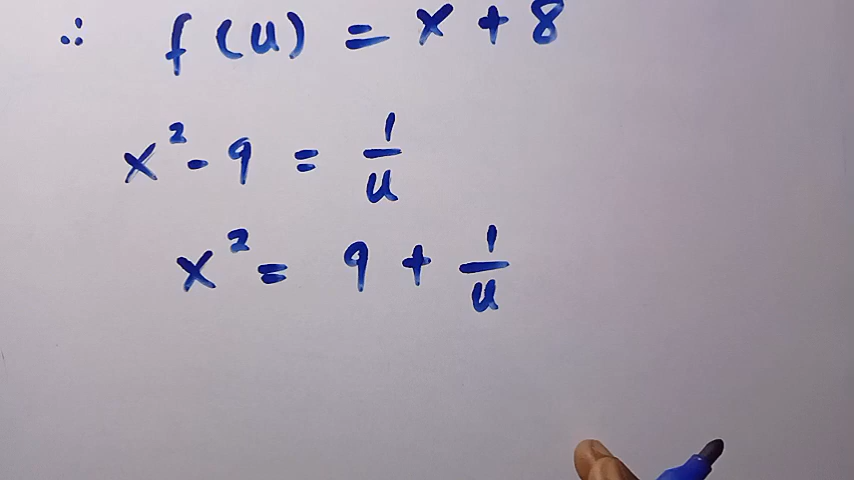 ∴ f(u) = x + 8
x² - 9 = 1/u
x² = 9 + 1/u